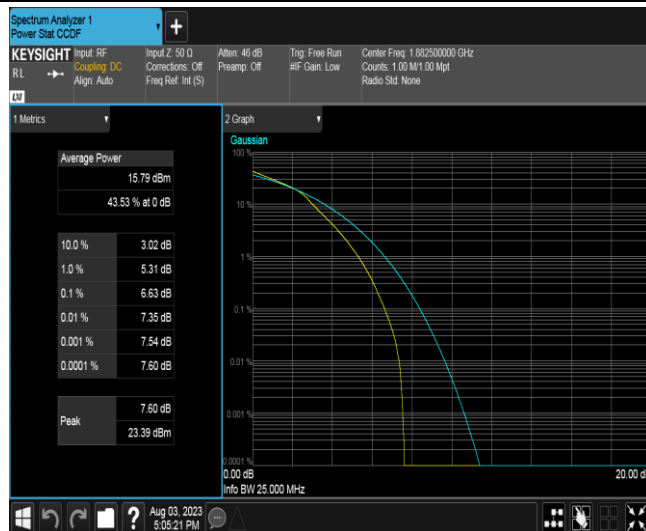 Spectrum Analyzer 1
Power Stat CCDF
KEYSIGHT
RL
Input: RF
Coupling: DC
Align: Auto
Input Z: 50 Ω
Corrections: Off
Freq Ref: Int (S)
Atten: 46 dB
Preamp: Off
Trig: Free Run
#IF Gain: Low
Center Freq: 1.882500000 GHz
Counts: 1.00 M/1.00 Mpt
Radio Std: None
1 Metrics
Average Power
15.79 dBm
43.53 % at 0 dB
10.0 % 3.02 dB
1.0 % 5.31 dB
0.1 % 6.63 dB
0.01 % 7.35 dB
0.001 % 7.54 dB
0.0001 % 7.60 dB
Peak
7.60 dB
23.39 dBm
2 Graph
Gaussian
100 %
10 %
1 %
0.1 %
0.01 %
0.001 %
0.0001 %
0.00 dB 20.00 d
Info BW 25.000 MHz
?
Aug 03, 2023
5:05:21 PM